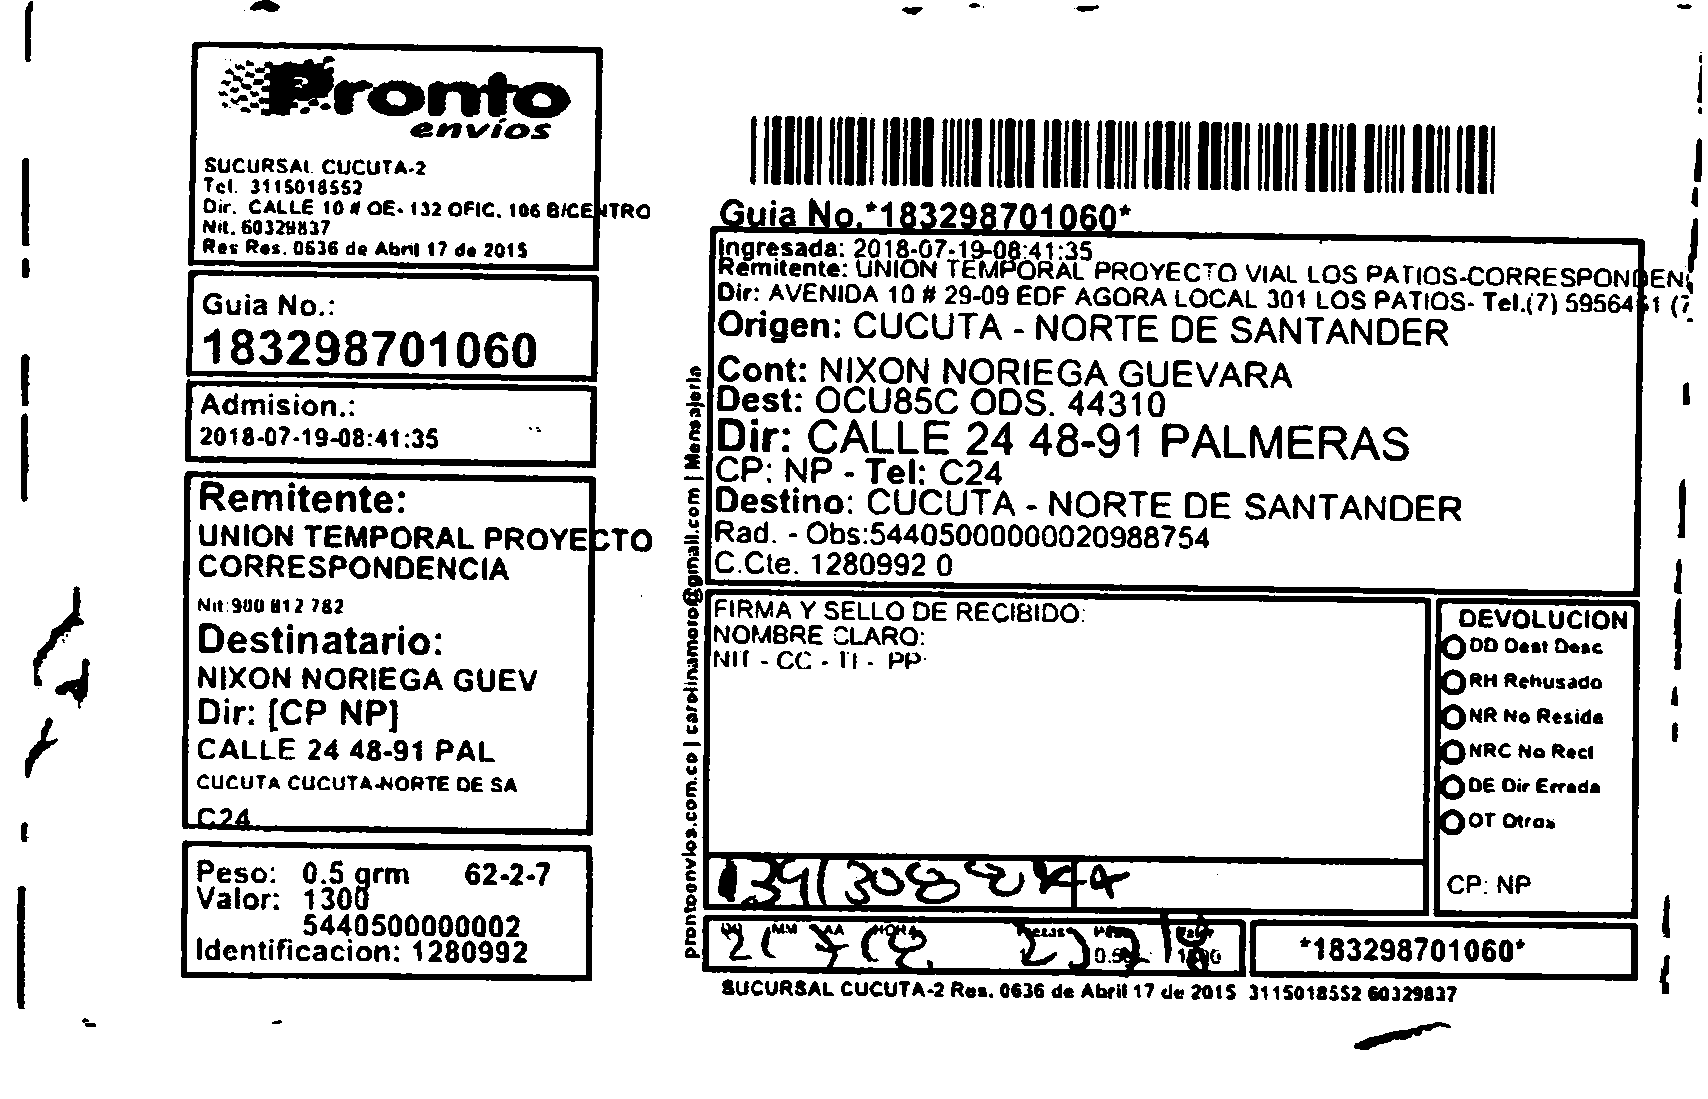 Pronto
envíos
SUCURSAL CUCUTA-2
Tel. 3115018552
Dir. CALLE 10 # OE- 132 OFIC. 106 B/CENTRO
Nit. 60329837
Res Res. 0636 de Abril 17 de 2015
Guia No.:
183298701060
Admision.:
2018-07-19-08:41:35
Remitente:
UNION TEMPORAL PROYECTO
CORRESPONDENCIA
Nit:900 812 782
Destinatario:
NIXON NORIEGA GUEV
Dir: [CP NP]
CALLE 24 48-91 PAL
CUCUTA CUCUTA-NORTE DE SA
C24
Peso: 0.5 grm 62-2-7
Valor: 1300
5440500000002
Identificacion: 1280992
prontoenvios.com.co | carolinamoro@gmail.com | Mensajeria
Guia No.*183298701060*
Ingresada: 2018-07-19-08:41:35
Remitente: UNION TEMPORAL PROYECTO VIAL LOS PATIOS-CORRESPONDEN
Dir: AVENIDA 10 # 29-09 EDF AGORA LOCAL 301 LOS PATIOS- Tel.(7) 5956451 (7
Origen: CUCUTA - NORTE DE SANTANDER
Cont: NIXON NORIEGA GUEVARA
Dest: OCU85C ODS. 44310
Dir: CALLE 24 48-91 PALMERAS
CP: NP - Tel: C24
Destino: CUCUTA - NORTE DE SANTANDER
Rad. - Obs:54405000000020988754
C.Cte. 1280992 0
FIRMA Y SELLO DE RECIBIDO:
NOMBRE CLARO:
NIT - CC - TI - PP:
DEVOLUCION
DD Dest Desc
RH Rehusado
NR No Reside
NRC No Recl
DE Dir Errada
OT Otros
CP: NP
DD MM AA HORA
*183298701060*
SUCURSAL CUCUTA-2 Res. 0636 de Abril 17 de 2015 3115018552 60329837